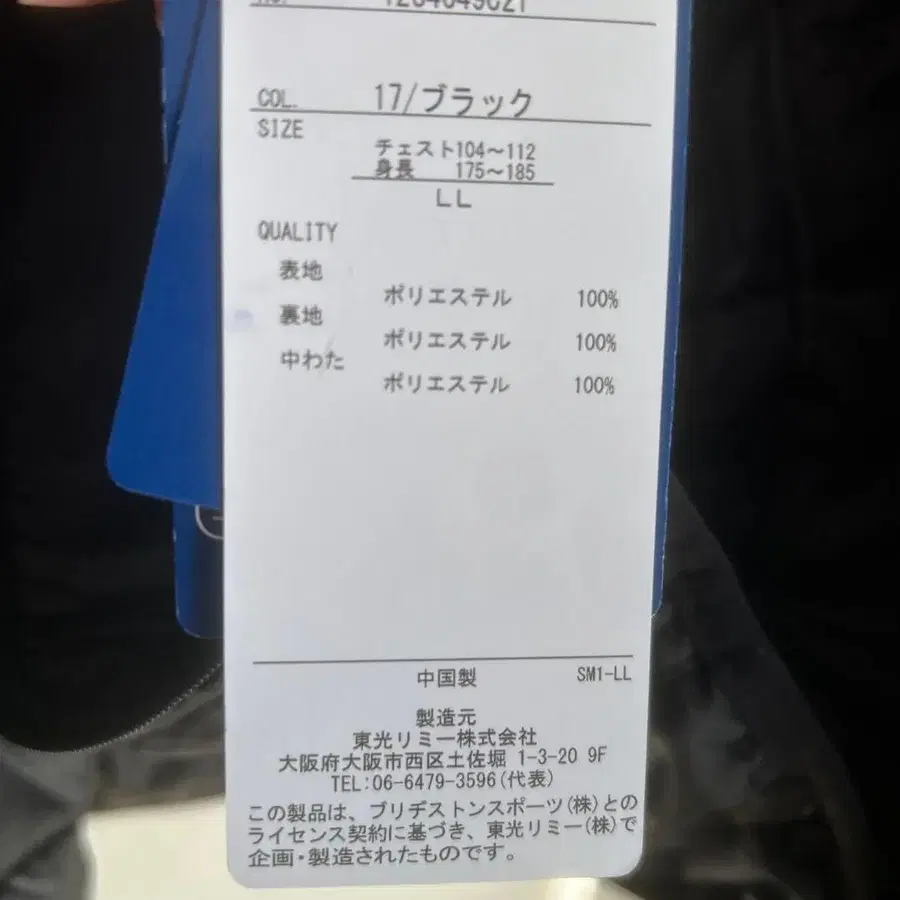 COL. 17/ブラック
SIZE
チェスト104～112
身長 175～185
LL
QUALITY
表地
ポリエステル 100%
裏地
ポリエステル 100%
中わた
ポリエステル 100%
中国製 SM1-LL
製造元
東光リミー株式会社
大阪府大阪市西区土佐堀 1-3-20 9F
TEL:06-6479-3596(代表)
この製品は、ブリヂストンスポーツ(株)との
ライセンス契約に基づき、東光リミー(株)で
企画・製造されたものです。